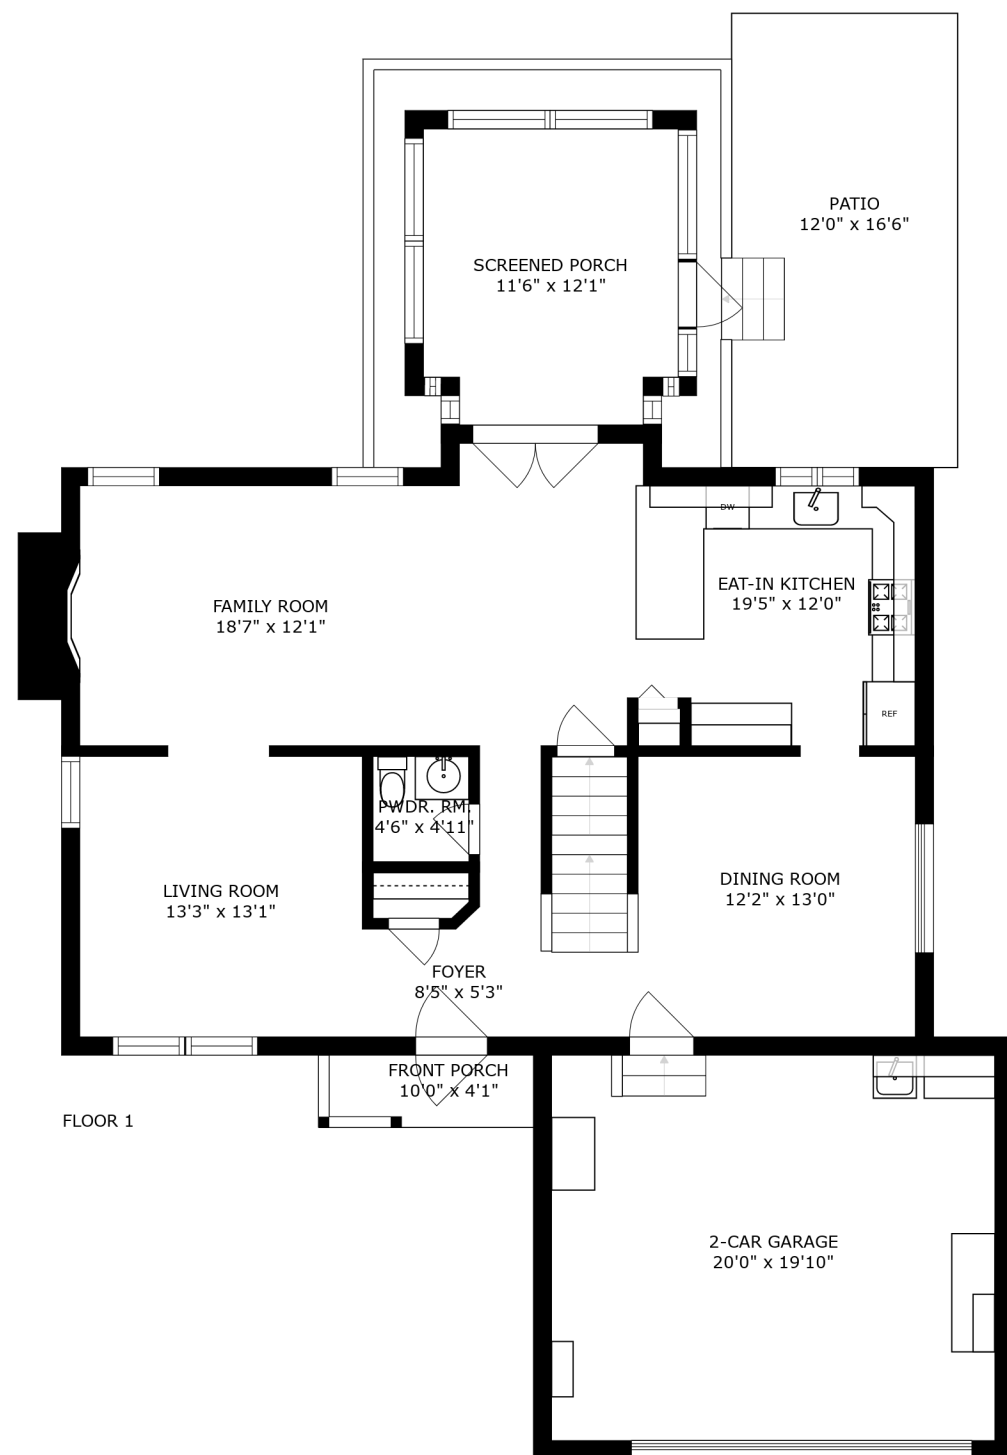 PATIO
12'0" x 16'6"
SCREENED PORCH
11'6" x 12'1"
DW
EAT-IN KITCHEN
19'5" x 12'0"
FAMILY ROOM
18'7" x 12'1"
REF
PWDR. RM.
4'6" x 4'11"
LIVING ROOM
13'3" x 13'1"
DINING ROOM
12'2" x 13'0"
FOYER
8'5" x 5'3"
FRONT PORCH
10'0" x 4'1"
FLOOR 1
2-CAR GARAGE
20'0" x 19'10"